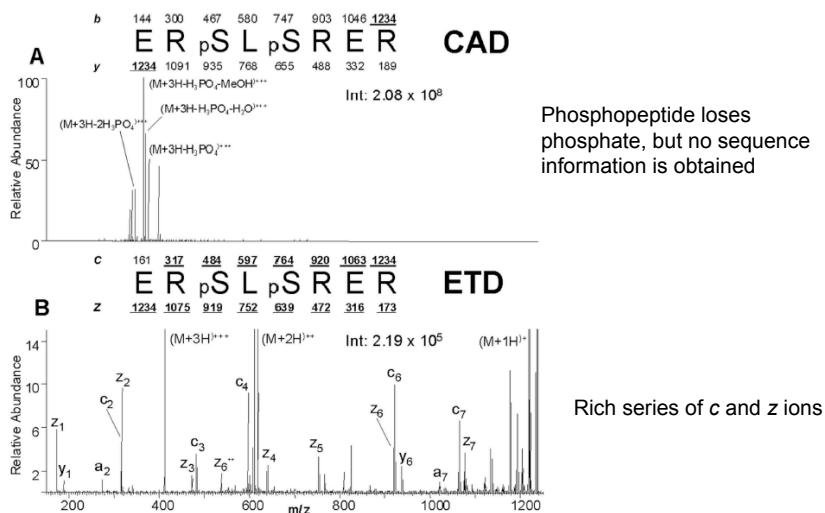 b 144 300 467 580 747 903 1046 1234
E R pS L pS R E R CAD
A
y 1234 1091 935 768 655 488 332 189
100
(M+3H-H3PO4-MeOH)+++
Int: 2.08 x 10^8
(M+3H-H3PO4-H2O)+++
(M+3H-2H3PO4)+++
(M+3H-H3PO4)+++
50
0
Relative Abundance
Phosphopeptide loses
phosphate, but no sequence
information is obtained
c 161 317 484 597 764 920 1063 1234
E R pS L pS R E R ETD
B
z 1234 1075 919 752 639 472 316 173
(M+3H)+++
(M+2H)++
Int: 2.19 x 10^5
(M+1H)+
14
10
6
2
Relative Abundance
z1
y1
c2
z2
a2
z3
c3
z6++
c4
z4
z5
z6
c6
y6
a7
c7
z7
200 400 600 800 1000 1200
m/z
Rich series of c and z ions